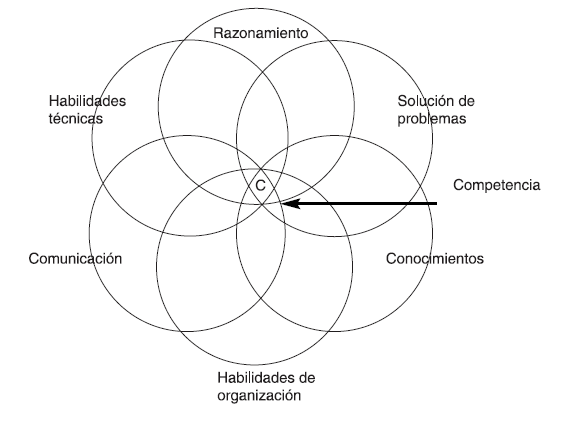 Razonamiento
Habilidades
técnicas
Solución de
problemas
C
Competencia
Comunicación
Conocimientos
Habilidades de
organización